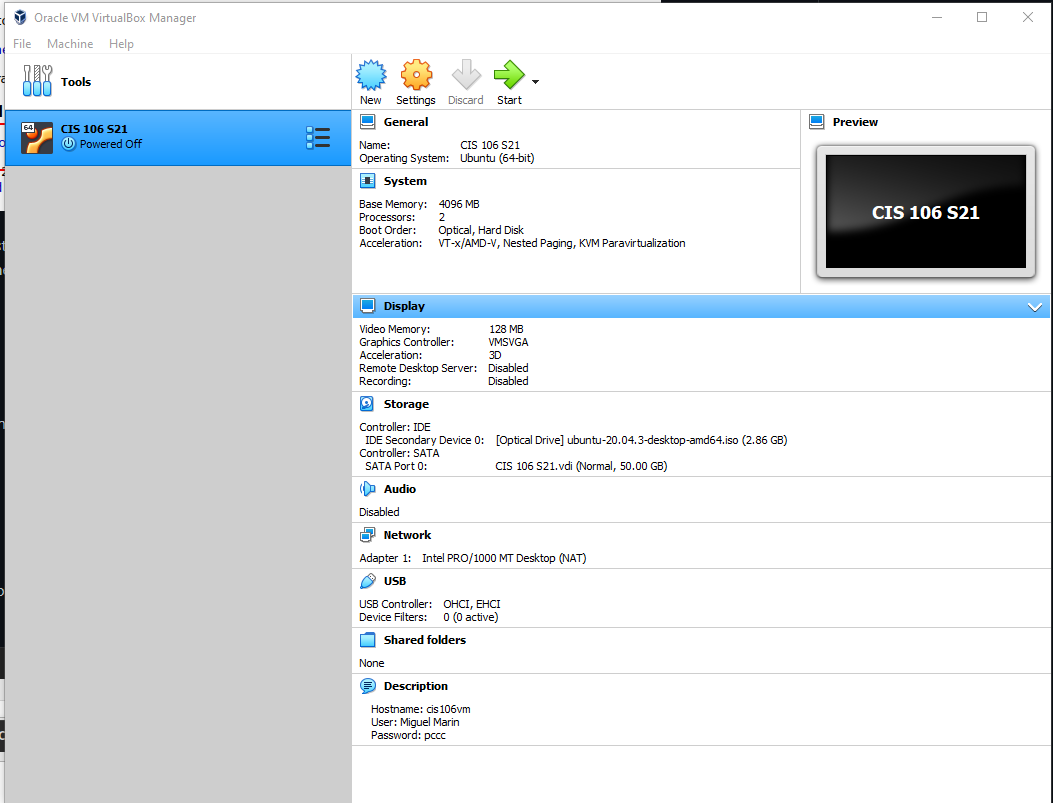 Oracle VM VirtualBox Manager
File Machine Help
Tools
New Settings Discard Start
64 CIS 106 S21
Powered Off
General
Name: CIS 106 S21
Operating System: Ubuntu (64-bit)
Preview
CIS 106 S21
System
Base Memory: 4096 MB
Processors: 2
Boot Order: Optical, Hard Disk
Acceleration: VT-x/AMD-V, Nested Paging, KVM Paravirtualization
Display
Video Memory: 128 MB
Graphics Controller: VMSVGA
Acceleration: 3D
Remote Desktop Server: Disabled
Recording: Disabled
Storage
Controller: IDE
IDE Secondary Device 0: [Optical Drive] ubuntu-20.04.3-desktop-amd64.iso (2.86 GB)
Controller: SATA
SATA Port 0: CIS 106 S21.vdi (Normal, 50.00 GB)
Audio
Disabled
Network
Adapter 1: Intel PRO/1000 MT Desktop (NAT)
USB
USB Controller: OHCI, EHCI
Device Filters: 0 (0 active)
Shared folders
None
Description
Hostname: cis106vm
User: Miguel Marin
Password: pccc